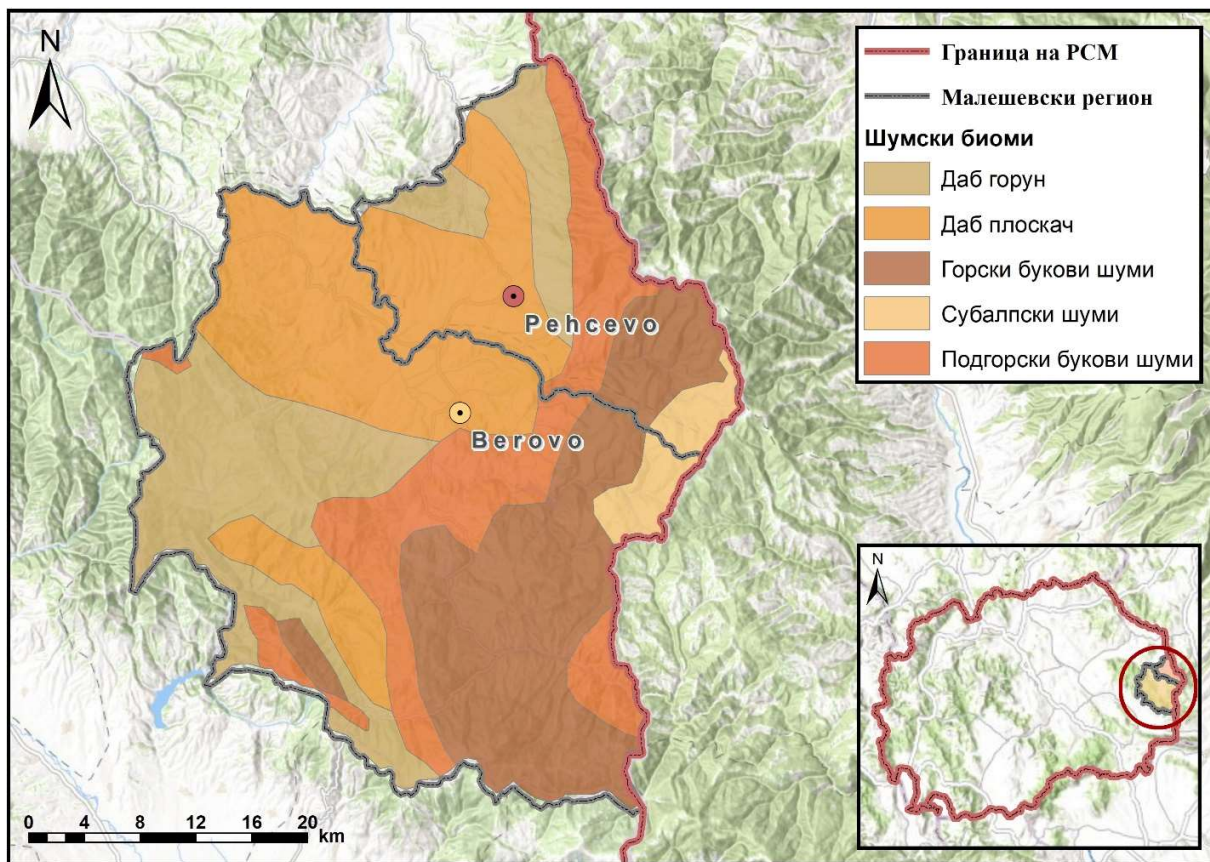 N
Граница на РСМ
Малешевски регион
Шумски биоми
Даб горун
Даб плоскач
Горски букови шуми
Субалпски шуми
Подгорски букови шуми
Pehcevo
Berovo
N
0 4 8 12 16 20
km